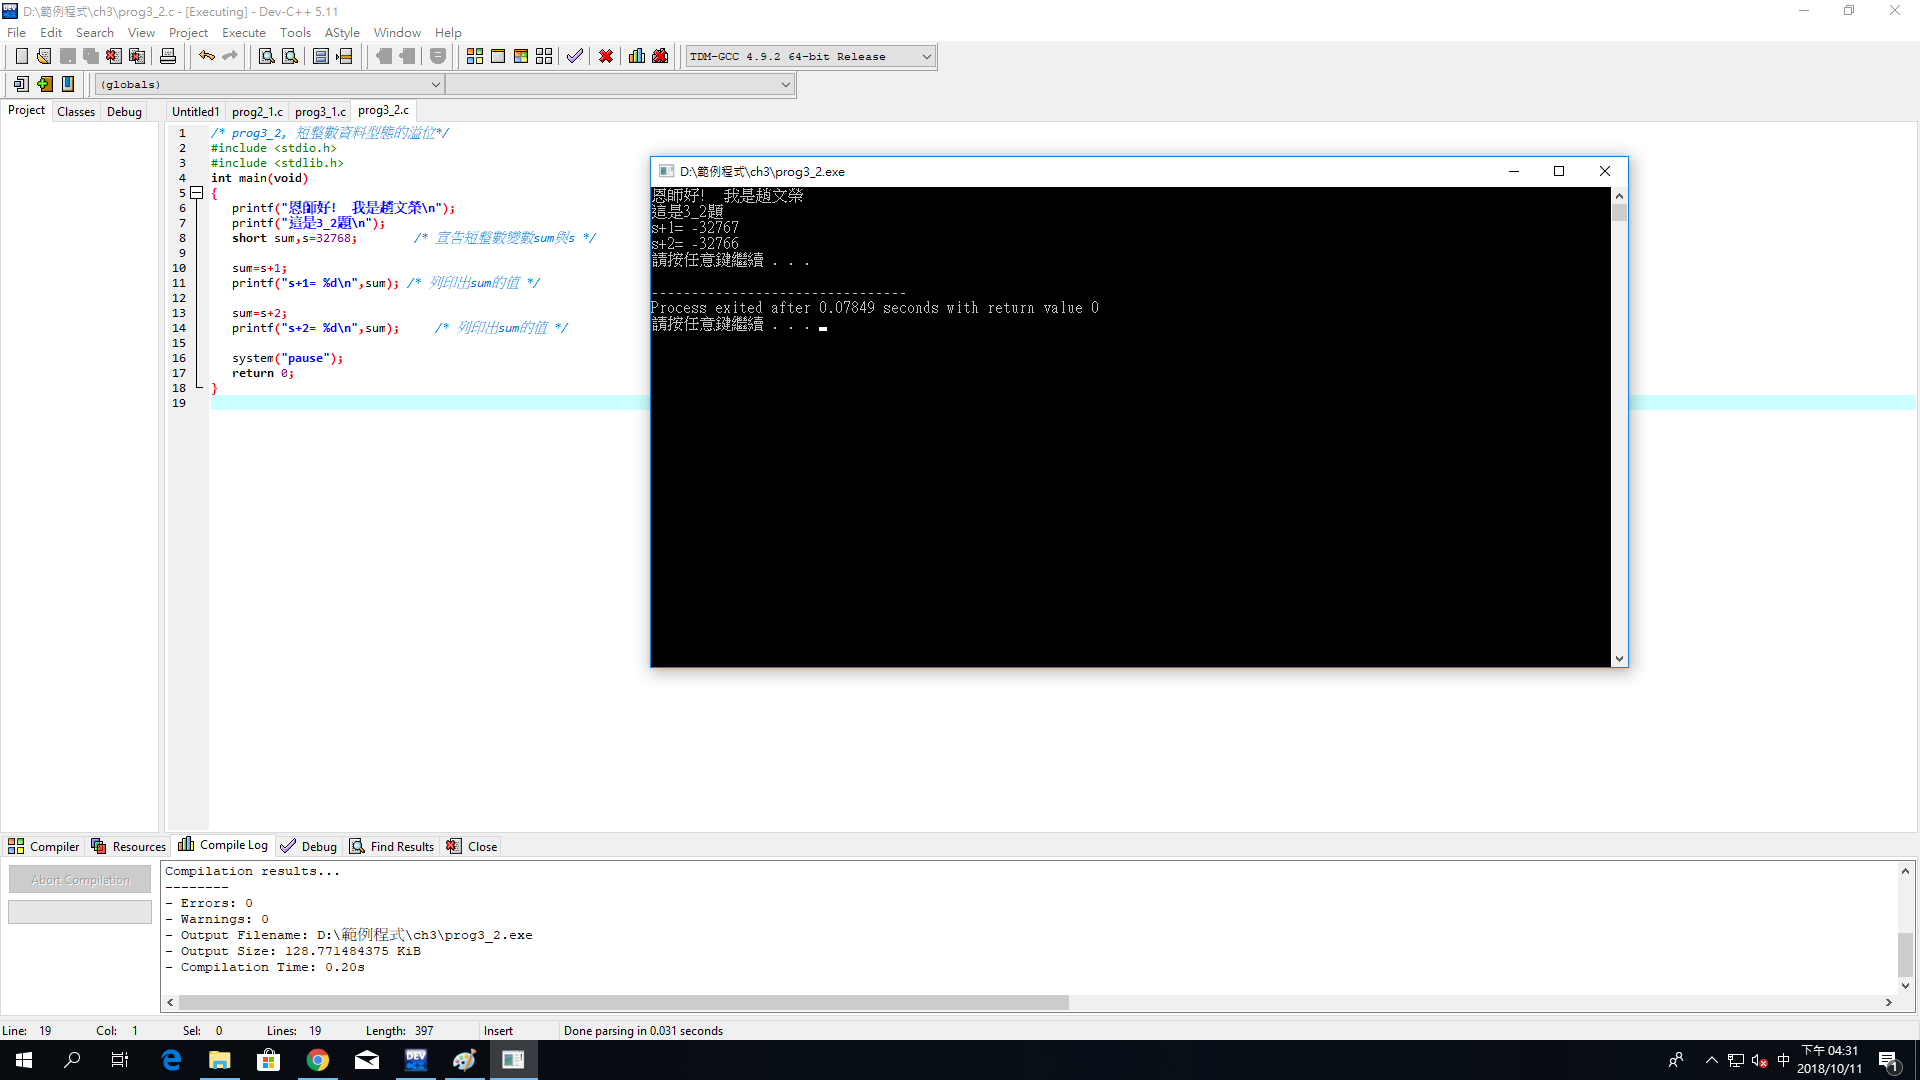 D:\範例程式\ch3\prog3_2.c - [Executing] - Dev-C++ 5.11
File Edit Search View Project Execute Tools AStyle Window Help
TDM-GCC 4.9.2 64-bit Release
(globals)
Project Classes Debug
Untitled1 prog2_1.c prog3_1.c prog3_2.c
1 /* prog3_2, 短整數資料型態的溢位*/
2 #include <stdio.h>
3 #include <stdlib.h>
4 int main(void)
5 {
6 printf("恩師好! 我是趙文榮\n");
7 printf("這是3_2題\n");
8 short sum,s=32768; /* 宣告短整數變數sum與s */
9
10 sum=s+1;
11 printf("s+1= %d\n",sum); /* 列印出sum的值 */
12
13 sum=s+2;
14 printf("s+2= %d\n",sum); /* 列印出sum的值 */
15
16 system("pause");
17 return 0;
18 }
19
D:\範例程式\ch3\prog3_2.exe
恩師好! 我是趙文榮
這是3_2題
s+1= -32767
s+2= -32766
請按任意鍵繼續 . . .
--------------------------------
Process exited after 0.07849 seconds with return value 0
請按任意鍵繼續 . . .
Compiler Resources Compile Log Debug Find Results Close
Abort Compilation
Compilation results...
--------
- Errors: 0
- Warnings: 0
- Output Filename: D:\範例程式\ch3\prog3_2.exe
- Output Size: 128.771484375 KiB
- Compilation Time: 0.20s
Line: 19 Col: 1 Sel: 0 Lines: 19 Length: 397 Insert Done parsing in 0.031 seconds
DEV
中
下午 04:31
2018/10/11
1